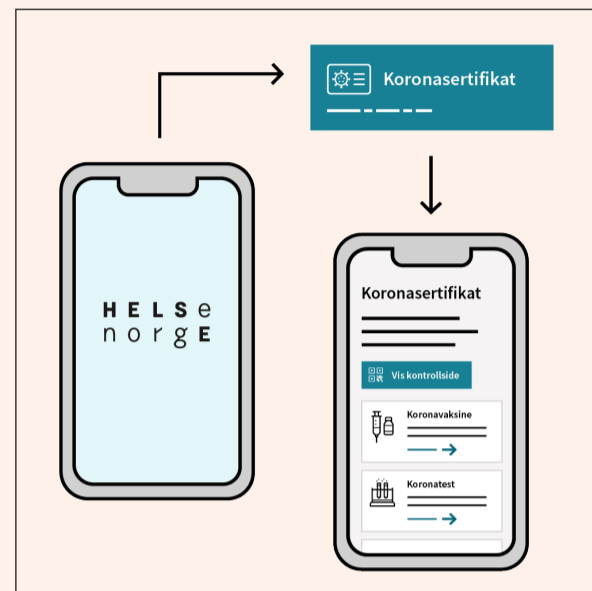 HELSe
norgE
Koronasertifikat
Koronasertifikat
Vis kontrollside
Koronavaksine
Koronatest